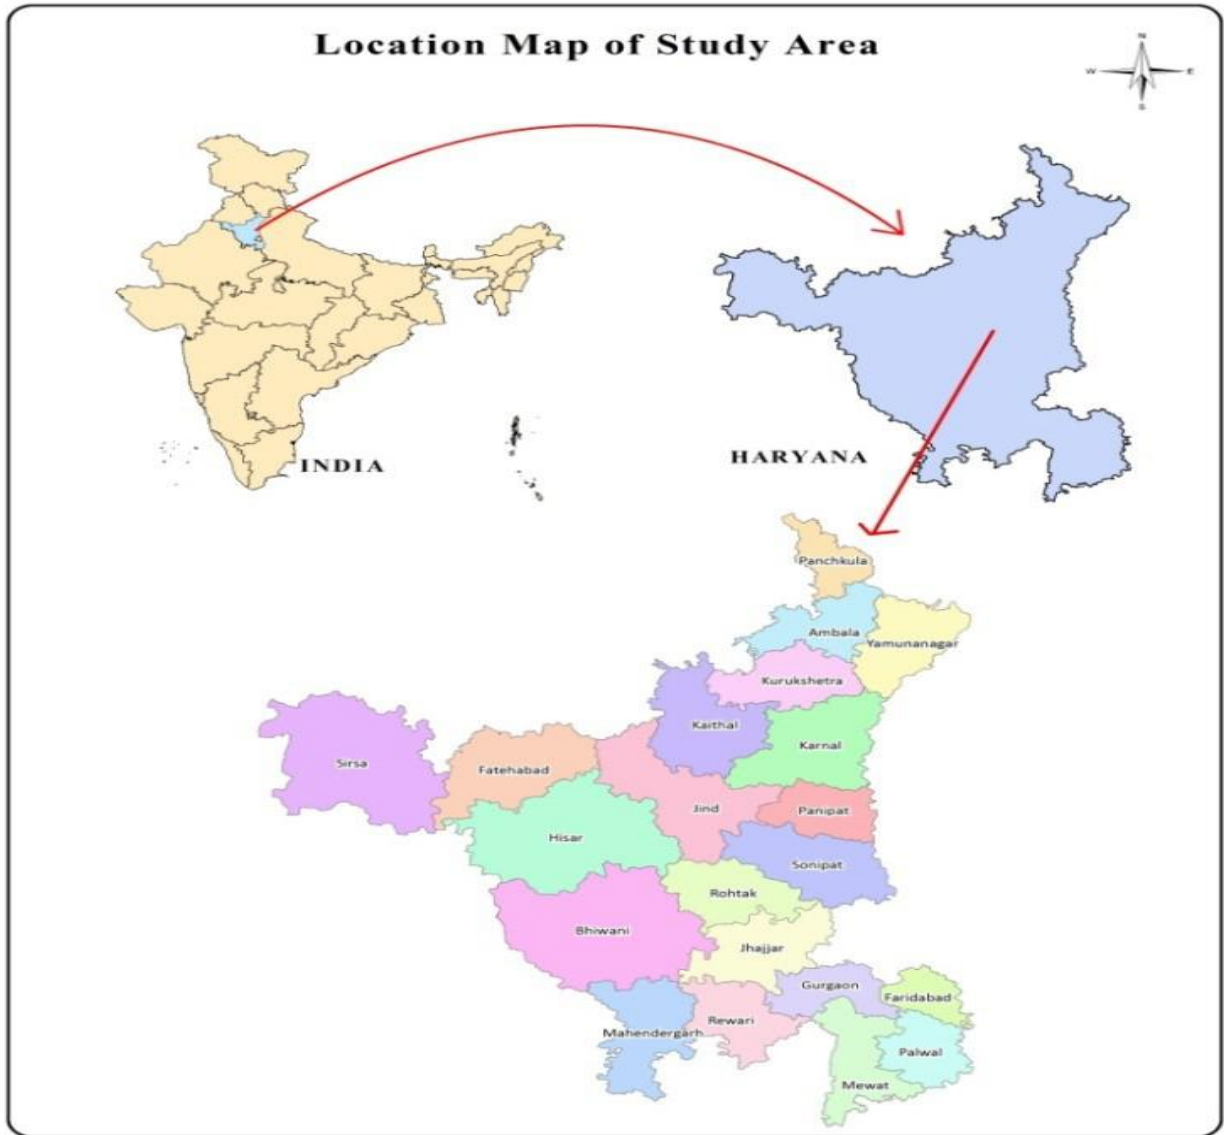 Location Map of Study Area
N
W E
S
INDIA
HARYANA
Panchkula
Ambala
Yamunanagar
Kurukshetra
Kaithal
Karnal
Sirsa
Fatehabad
Jind
Panipat
Hisar
Sonipat
Rohtak
Bhiwani
Jhajjar
Gurgaon
Faridabad
Rewari
Mahendergarh
Palwal
Mewat